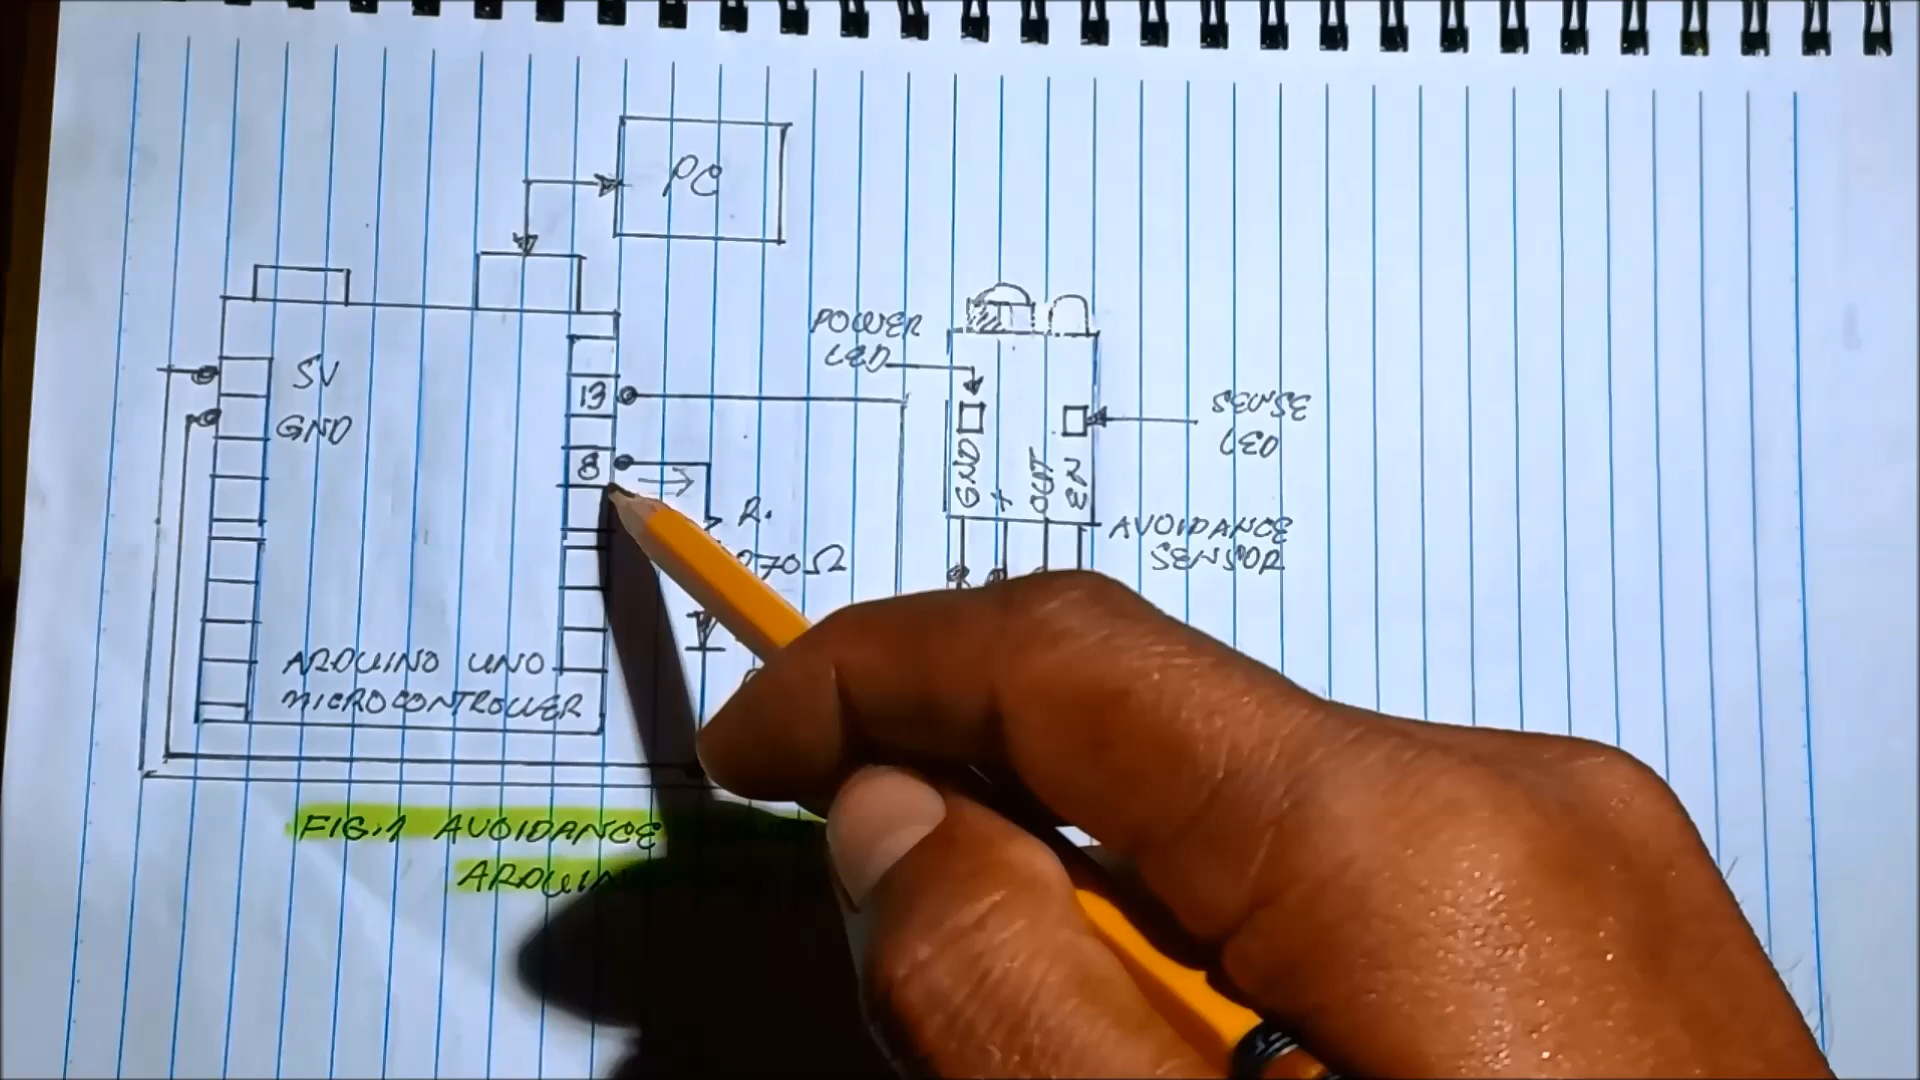 PC
POWER
LED
5V
13
SENSE
LED
GND
8
GND
+
OUT
EN
R.
AVOIDANCE
SENSOR
270Ω
ARDUINO UNO
MICROCONTROLLER
FIG.1 AVOIDANCE